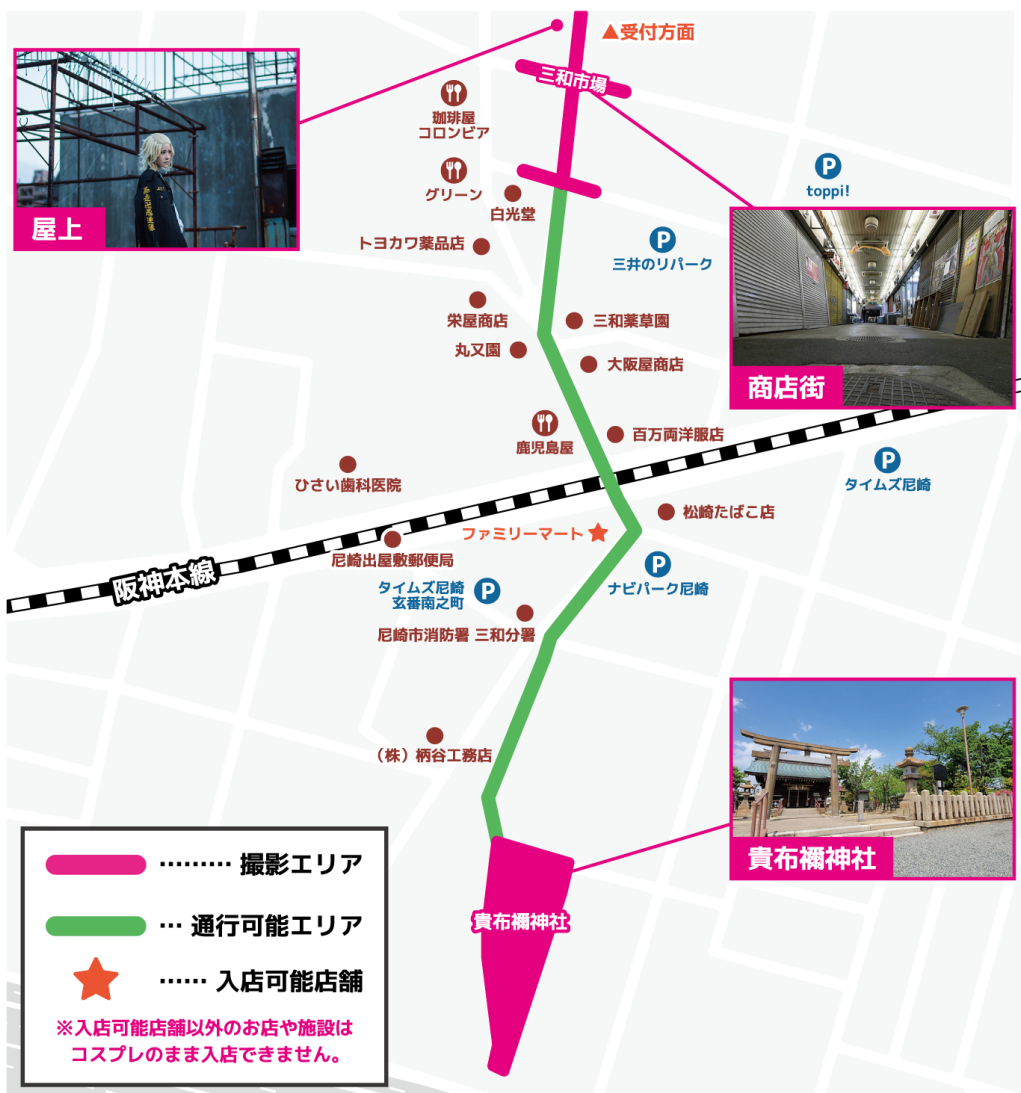 ▲受付方面
三和市場
珈琲屋
コロンビア
グリーン
白光堂
toppi!
屋上
トヨカワ薬品店
三井のリパーク
栄屋商店
三和薬草園
丸又園
大阪屋商店
商店街
鹿児島屋
百万両洋服店
ひさい歯科医院
タイムズ尼崎
松崎たばこ店
ファミリーマート
尼崎出屋敷郵便局
阪神本線
タイムズ尼崎
玄番南之町
ナビパーク尼崎
尼崎市消防署 三和分署
(株)柄谷工務店
貴布禰神社
貴布禰神社
……… 撮影エリア
… 通行可能エリア
…… 入店可能店舗
※入店可能店舗以外のお店や施設は
コスプレのまま入店できません。